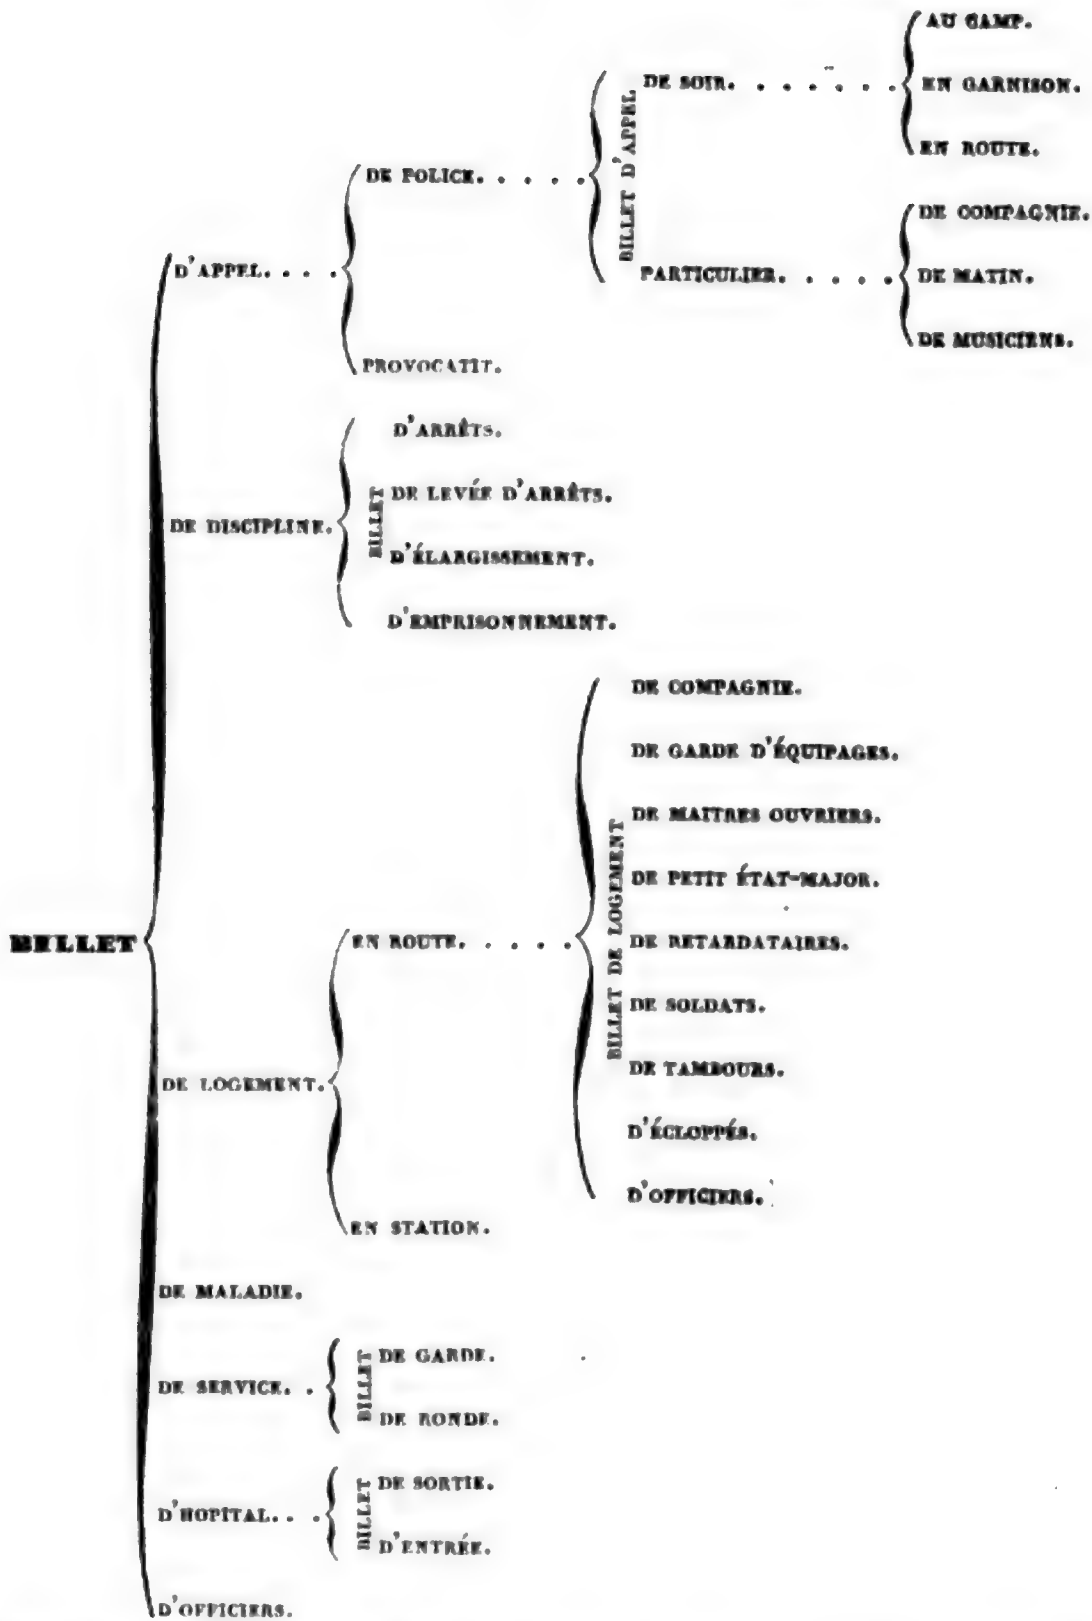 AU CAMP.
DE SOIR. . . . . . .
EN GARNISON.
EN ROUTE.
BILLET D'APPEL
DE POLICE. . . . . .
DE COMPAGNIE.
D'APPEL. . . .
PARTICULIER. . . . . .
DE MATIN.
DE MUSICIENS.
PROVOCATIT.
D'ARRÊTS.
DE LEVÉE D'ARRÊTS.
DE DISCIPLINE.
BILLET
D'ÉLARGISSEMENT.
D'EMPRISONNEMENT.
DE COMPAGNIE.
DE GARDE D'ÉQUIPAGES.
DE MAITRES OUVRIERS.
DE PETIT ÉTAT-MAJOR.
BILLET
EN ROUTE. . . . .
BILLET DE LOGEMENT
DE RETARDATAIRES.
DE SOLDATS.
DE TAMBOURS.
DE LOGEMENT.
D'ÉCLOPPÉS.
D'OFFICIERS.
EN STATION.
DE MALADIE.
DE SERVICE. .
BILLET
DE GARDE.
DE RONDE.
D'HOPITAL. . .
BILLET
DE SORTIE.
D'ENTRÉE.
D'OFFICIERS.